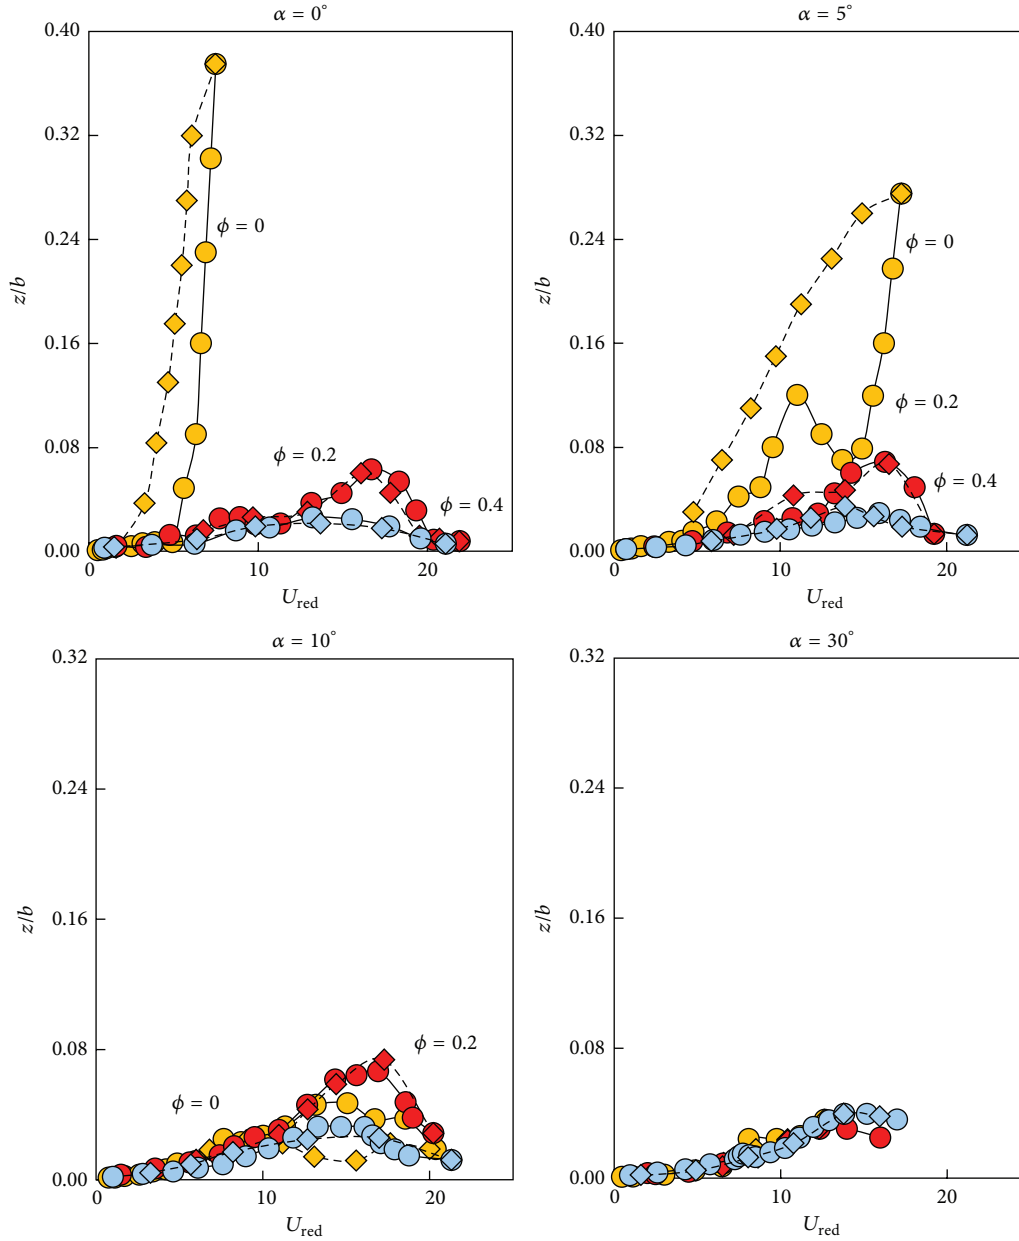 α = 0°
0.40
0.32
0.24
0.16
0.08
0.00
z/b
ϕ = 0
ϕ = 0.2
ϕ = 0.4
0
10
20
U_red
α = 5°
0.40
0.32
0.24
0.16
0.08
0.00
z/b
ϕ = 0
ϕ = 0.2
ϕ = 0.4
0
10
20
U_red
α = 10°
0.32
0.24
0.16
0.08
0.00
z/b
ϕ = 0.2
ϕ = 0
0
10
20
U_red
α = 30°
0.32
0.24
0.16
0.08
0.00
z/b
0
10
20
U_red